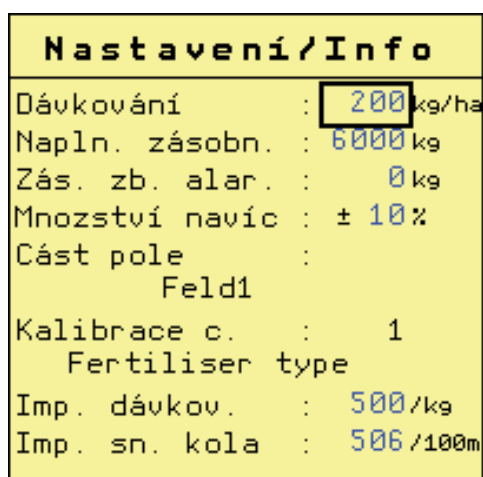 Nastavení/Info
Dávkování : 200 kg/ha
Napln. zásobn. : 6000 kg
Zás. zb. alar. : 0 kg
Mnozství navíc : ± 10 %
Cást pole :
Feld1
Kalibrace c. : 1
Fertiliser type
Imp. dávkov. : 500 /kg
Imp. sn. kola : 506 /100m